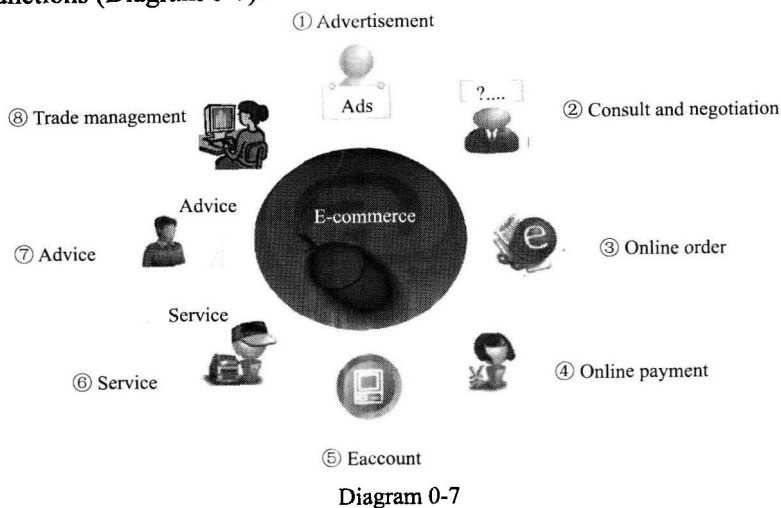 ① Advertisement
Ads
?....
② Consult and negotiation
⑧ Trade management
E-commerce
Advice
⑦ Advice
e
③ Online order
Service
⑥ Service
¥
④ Online payment
⑤ Eaccount
Diagram 0-7